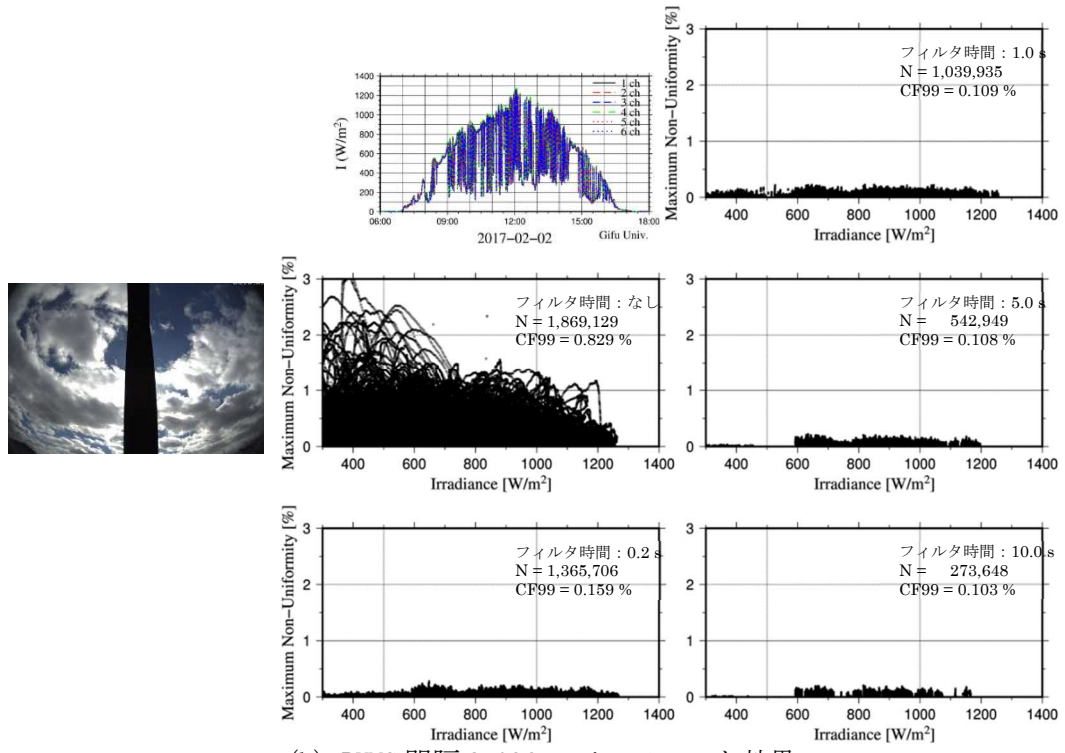 1400
1200
1000
800
600
400
200
0
I (W/m²)
1 ch
2 ch
3 ch
4 ch
5 ch
6 ch
06:00 09:00 12:00 15:00 18:00
2017-02-02
Gifu Univ.
Maximum Non-Uniformity [%]
3
2
1
0
フィルタ時間：1.0 s
N = 1,039,935
CF99 = 0.109 %
400 600 800 1000 1200 1400
Irradiance [W/m²]
Maximum Non-Uniformity [%]
3
2
1
0
フィルタ時間：なし
N = 1,869,129
CF99 = 0.829 %
400 600 800 1000 1200 1400
Irradiance [W/m²]
3
2
1
0
フィルタ時間：5.0 s
N = 542,949
CF99 = 0.108 %
400 600 800 1000 1200 1400
Irradiance [W/m²]
Maximum Non-Uniformity [%]
3
2
1
0
フィルタ時間：0.2 s
N = 1,365,706
CF99 = 0.159 %
400 600 800 1000 1200 1400
Irradiance [W/m²]
3
2
1
0
フィルタ時間：10.0 s
N = 273,648
CF99 = 0.103 %
400 600 800 1000 1200 1400
Irradiance [W/m²]